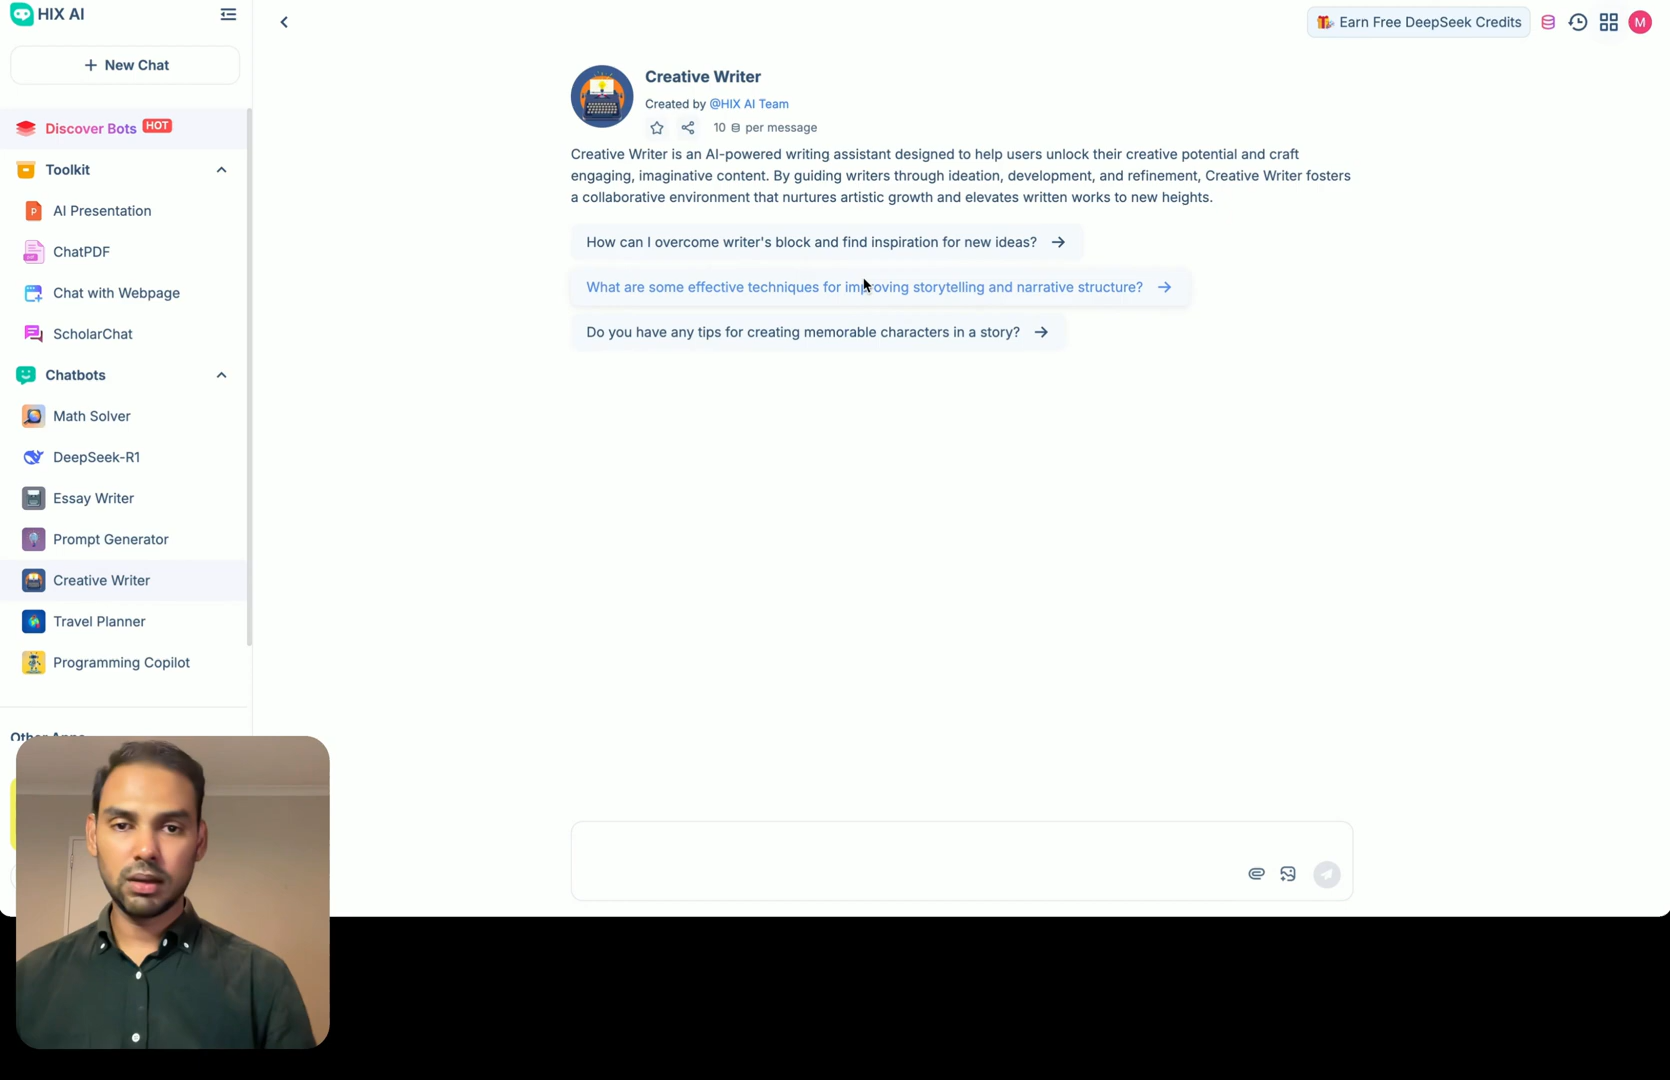 HIX AI
New Chat
Discover Bots HOT
Toolkit
AI Presentation
ChatPDF
Chat with Webpage
ScholarChat
Chatbots
Math Solver
DeepSeek-R1
Essay Writer
Prompt Generator
Creative Writer
Travel Planner
Programming Copilot
Earn Free DeepSeek Credits
M
Creative Writer
Created by @HIX AI Team
10 per message
Creative Writer is an AI-powered writing assistant designed to help users unlock their creative potential and craft
engaging, imaginative content. By guiding writers through ideation, development, and refinement, Creative Writer fosters
a collaborative environment that nurtures artistic growth and elevates written works to new heights.
How can I overcome writer's block and find inspiration for new ideas?
What are some effective techniques for improving storytelling and narrative structure?
Do you have any tips for creating memorable characters in a story?